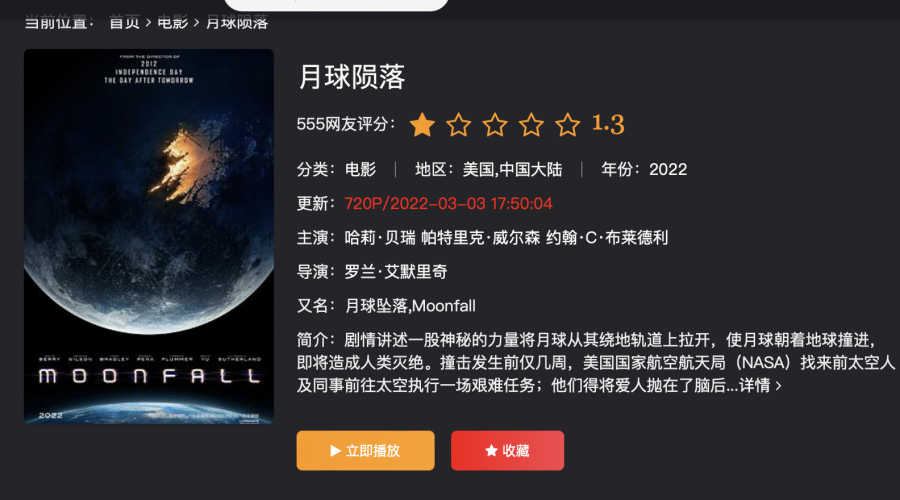 当前位置： 首页 › 电影 › 月球陨落
FROM THE DIRECTOR OF
2012
INDEPENDENCE DAY
THE DAY AFTER TOMORROW
BERRY WILSON BRADLEY PEÑA PLUMMER YU SUTHERLAND
MOONFALL
2022
月球陨落
555网友评分： 1.3
分类：电影 | 地区：美国,中国大陆 | 年份：2022
更新：720P/2022-03-03 17:50:04
主演：哈莉·贝瑞 帕特里克·威尔森 约翰·C·布莱德利
导演：罗兰·艾默里奇
又名：月球坠落,Moonfall
简介：剧情讲述一股神秘的力量将月球从其绕地轨道上拉开，使月球朝着地球撞进，
即将造成人类灭绝。撞击发生前仅几周，美国国家航空航天局（NASA）找来前太空人
及同事前往太空执行一场艰难任务；他们得将爱人抛在了脑后...详情 ›
立即播放
收藏